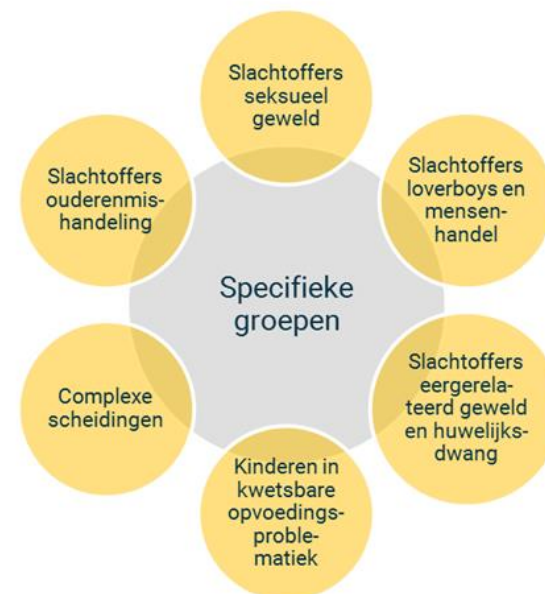 Slachtoffers
seksueel
geweld
Slachtoffers
loverboys en
mensen-
handel
Slachtoffers
eergerela-
teerd geweld
en huwelijks-
dwang
Kinderen in
kwetsbare
opvoedings-
proble-
matiek
Complexe
scheidingen
Slachtoffers
ouderenmis-
handeling
Specifieke
groepen